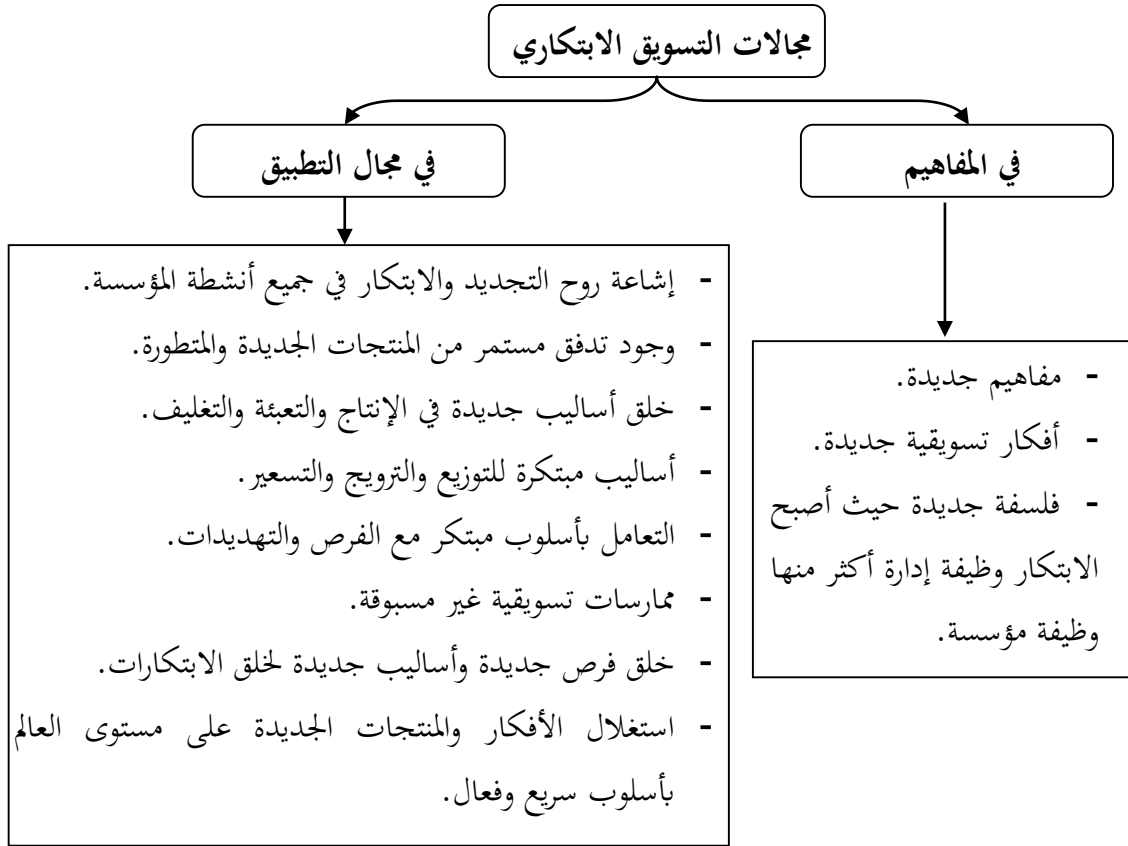 مجالات التسويق الابتكاري
في المفاهيم
في مجال التطبيق
- مفاهيم جديدة.
- أفكار تسويقية جديدة.
- فلسفة جديدة حيث أصبح
الابتكار وظيفة إدارة أكثر منها
وظيفة مؤسسة.
- إشاعة روح التجديد والابتكار في جميع أنشطة المؤسسة.
- وجود تدفق مستمر من المنتجات الجديدة والمتطورة.
- خلق أساليب جديدة في الإنتاج والتعبئة والتغليف.
- أساليب مبتكرة للتوزيع والترويج والتسعير.
- التعامل بأسلوب مبتكر مع الفرص والتهديدات.
- ممارسات تسويقية غير مسبوقة.
- خلق فرص جديدة وأساليب جديدة لخلق الابتكارات.
- استغلال الأفكار والمنتجات الجديدة على مستوى العالم
بأسلوب سريع وفعال.